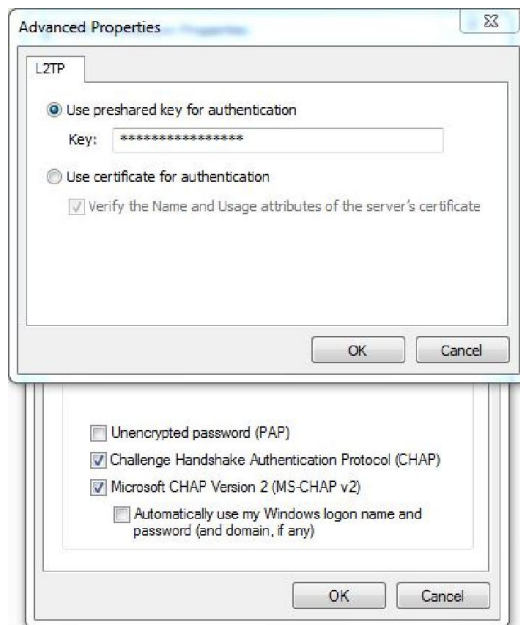 Advanced Properties
L2TP
Use preshared key for authentication
Key: ****************
Use certificate for authentication
Verify the Name and Usage attributes of the server's certificate
OK Cancel
Unencrypted password (PAP)
Challenge Handshake Authentication Protocol (CHAP)
Microsoft CHAP Version 2 (MS-CHAP v2)
Automatically use my Windows logon name and
password (and domain, if any)
OK Cancel